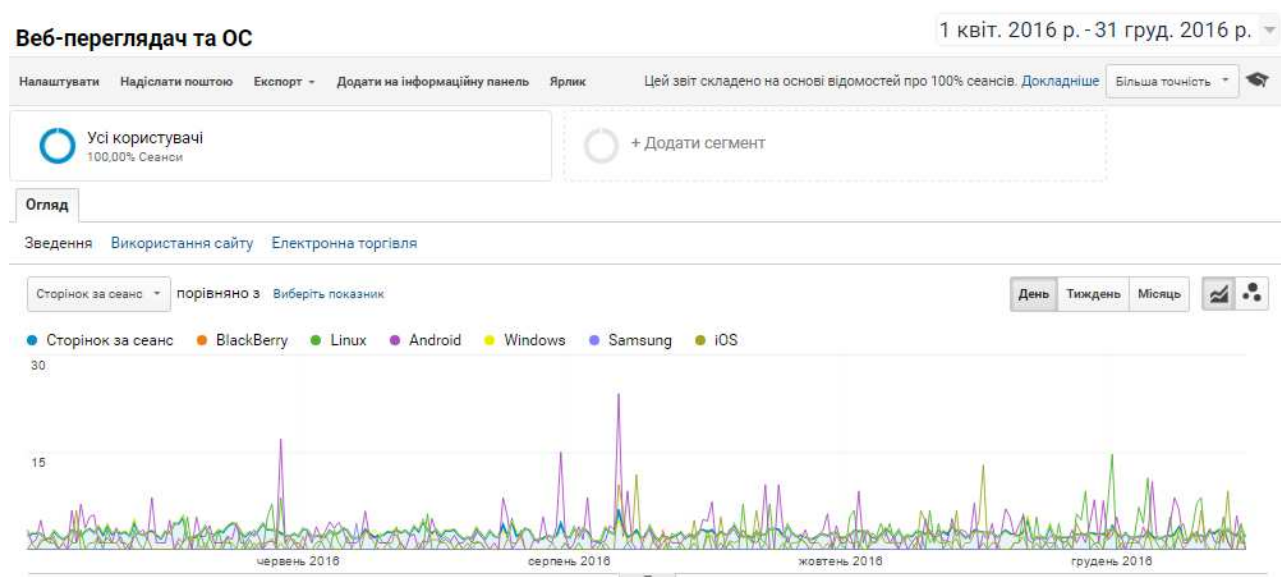 Веб-переглядач та ОС
1 квіт. 2016 р. - 31 груд. 2016 р.
Налаштувати Надіслати поштою Експорт Додати на інформаційну панель Ярлик Цей звіт складено на основі відомостей про 100% сеансів. Докладніше Більша точність
Усі користувачі
100,00% Сеанси
+ Додати сегмент
Огляд
Зведення Використання сайту Електронна торгівля
Сторінок за сеанс порівняно з Виберіть показник День Тиждень Місяць
Сторінок за сеанс BlackBerry Linux Android Windows Samsung iOS
30
15
червень 2016 серпень 2016 жовтень 2016 грудень 2016